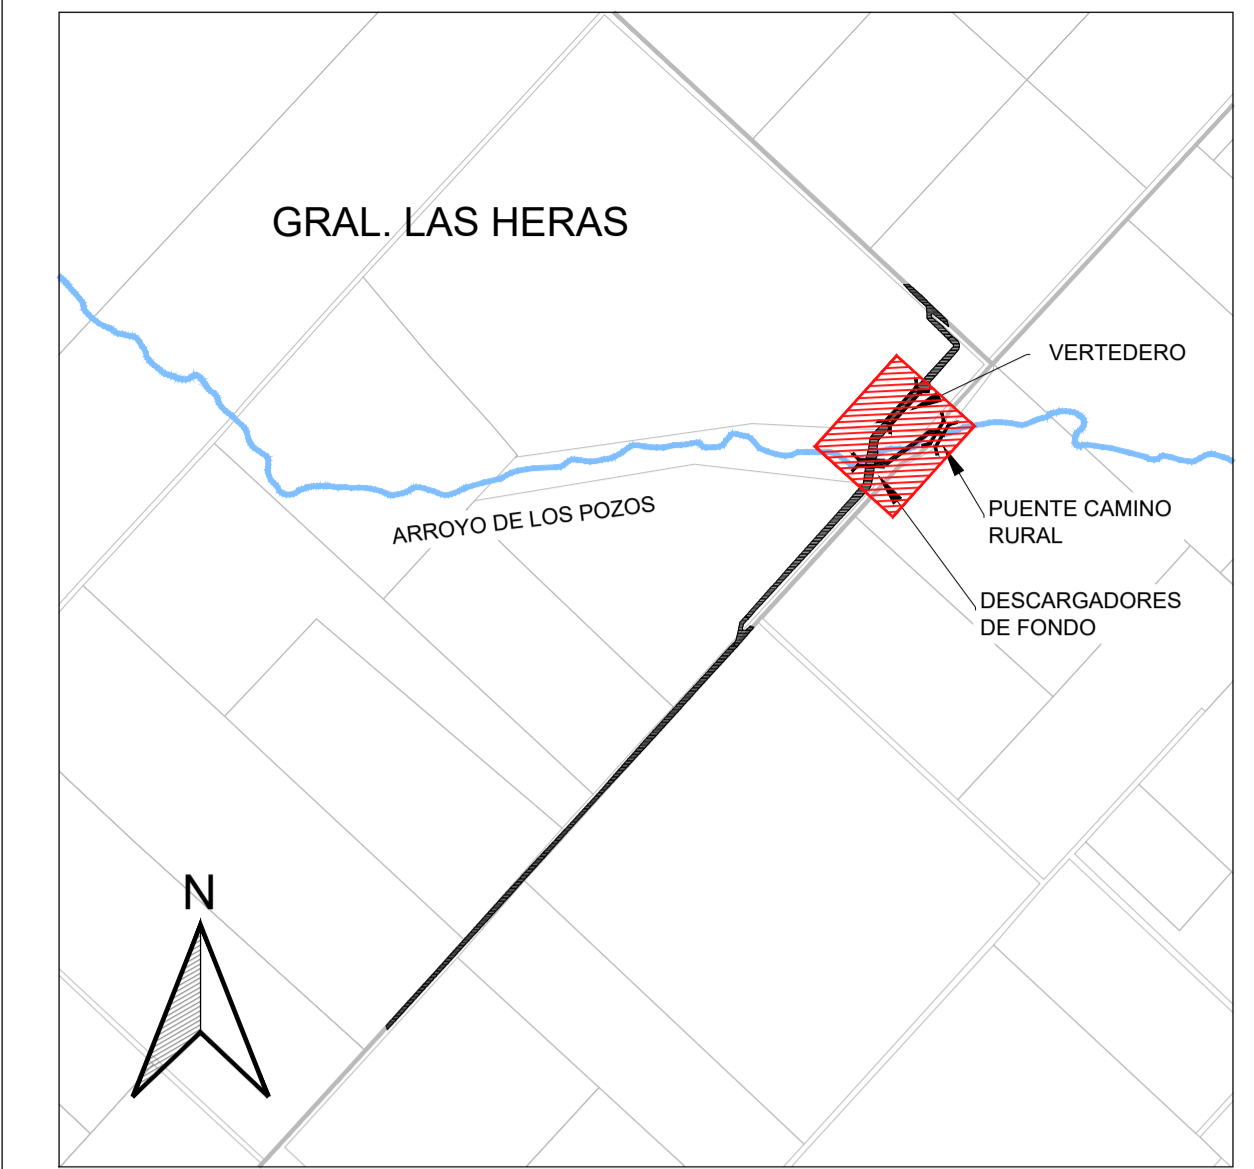 GRAL. LAS HERAS
VERTEDERO
ARROYO DE LOS POZOS
PUENTE CAMINO
RURAL
DESCARGADORES
DE FONDO
N